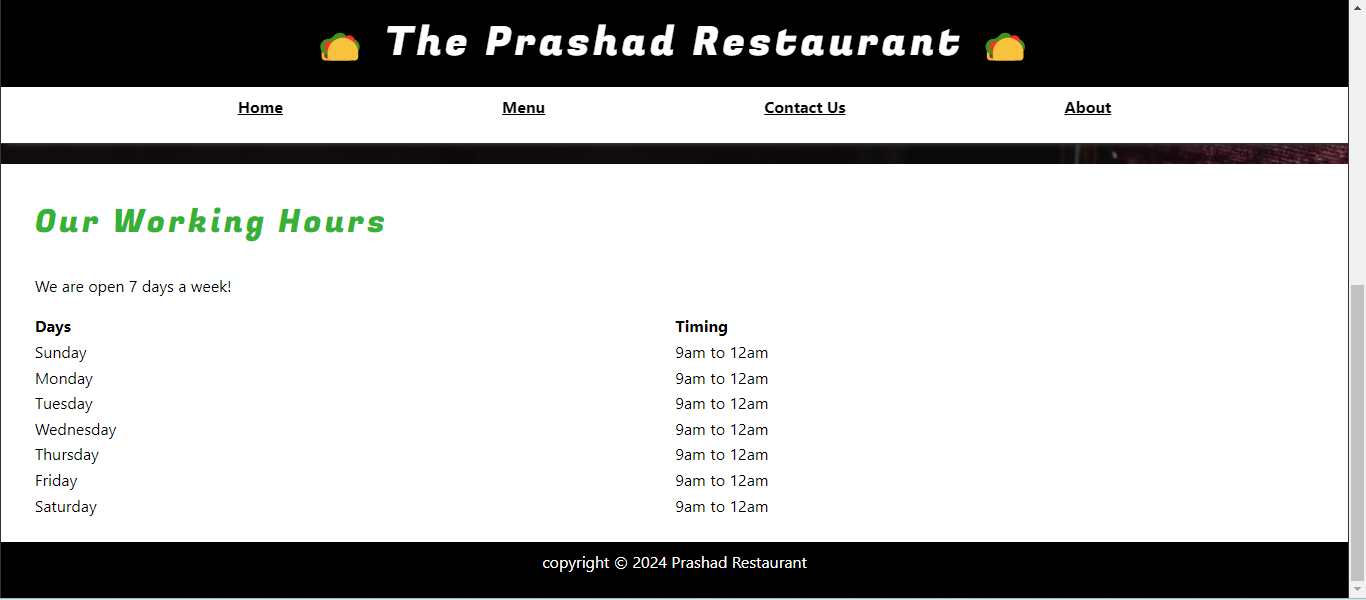 The Prashad Restaurant
Home Menu Contact Us About
Our Working Hours
We are open 7 days a week!
Days Timing
Sunday 9am to 12am
Monday 9am to 12am
Tuesday 9am to 12am
Wednesday 9am to 12am
Thursday 9am to 12am
Friday 9am to 12am
Saturday 9am to 12am
copyright © 2024 Prashad Restaurant